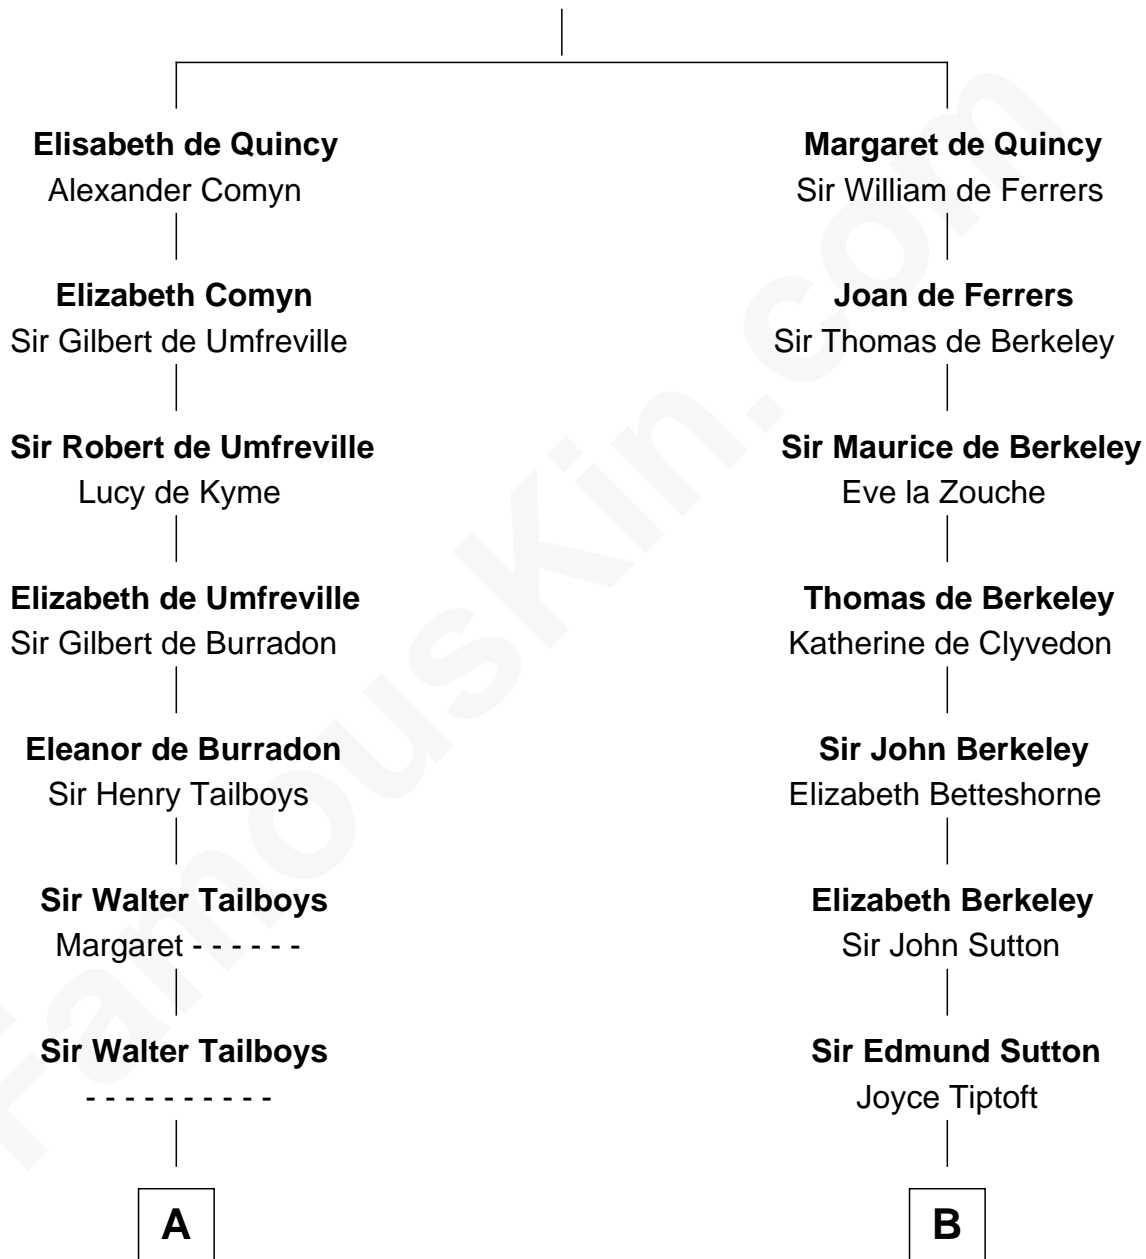 Elisabeth de Quincy
Alexander Comyn
Elizabeth Comyn
Sir Gilbert de Umfreville
Sir Robert de Umfreville
Lucy de Kyme
Elizabeth de Umfreville
Sir Gilbert de Burradon
Eleanor de Burradon
Sir Henry Tailboys
Sir Walter Tailboys
Margaret - - - - - -
Sir Walter Tailboys
- - - - - - - - - -
A
Margaret de Quincy
Sir William de Ferrers
Joan de Ferrers
Sir Thomas de Berkeley
Sir Maurice de Berkeley
Eve la Zouche
Thomas de Berkeley
Katherine de Clyvedon
Sir John Berkeley
Elizabeth Betteshorne
Elizabeth Berkeley
Sir John Sutton
Sir Edmund Sutton
Joyce Tiptoft
B
FamousKin.com